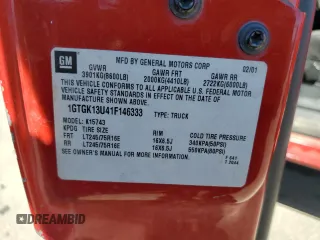 GM
MFD BY GENERAL MOTORS CORP
02/01
GVWR GAWR FRT GAWR RR
3901KG(8600LB) 2000KG(4410LB) 2722KG(6000LB)
THIS VEHICLE CONFORMS TO ALL APPLICABLE U.S. FEDERAL MOTOR
VEHICLE SAFETY STANDARDS IN EFFECT ON THE DATE OF
MANUFACTURE SHOWN ABOVE.
1GTGK13U41F146333
TYPE: TRUCK
MODEL: K15743
KPDG TIRE SIZE RIM COLD TIRE PRESSURE
FRT LT245/75R16E 16X6.5J 340KPA(50PSI)
RR LT245/75R16E 16X6.5J 550KPA(80PSI)
SEE OWNER'S MANUAL FOR MORE INFORMATION.
AutoBidMaster